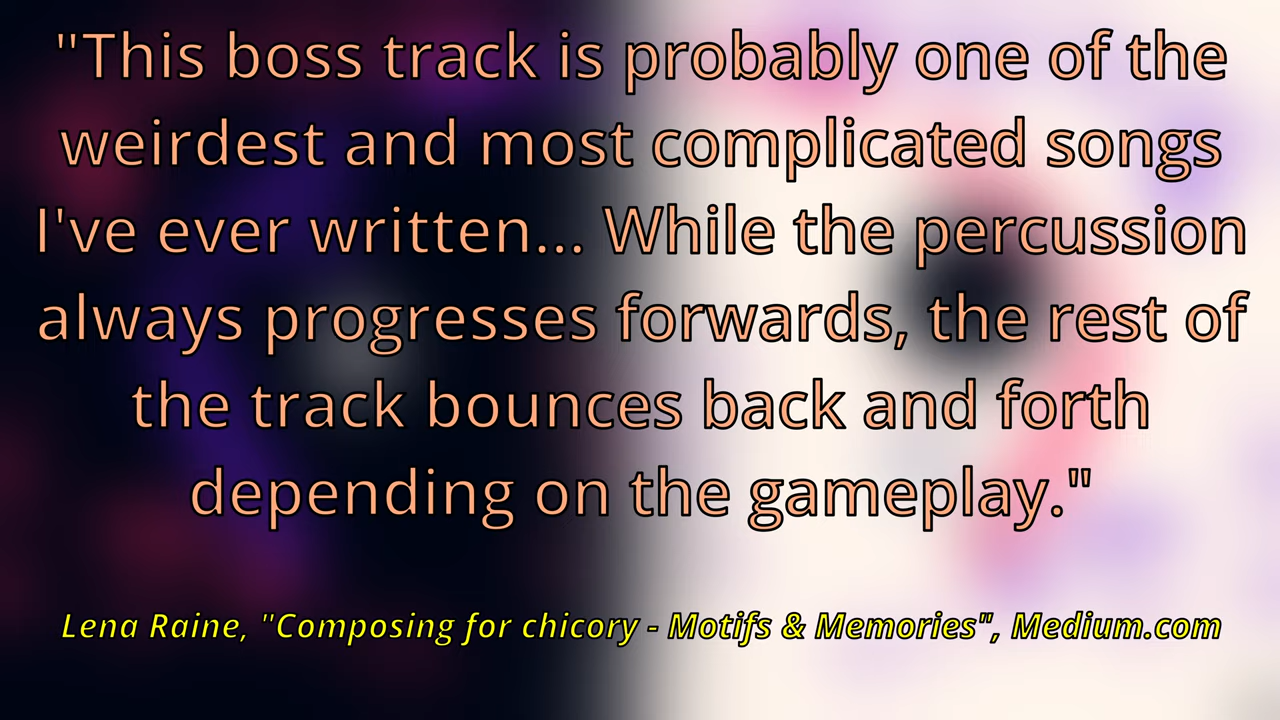 "This boss track is probably one of the
weirdest and most complicated songs
I've ever written... While the percussion
always progresses forwards, the rest of
the track bounces back and forth
depending on the gameplay."
Lena Raine, "Composing for chicory - Motifs & Memories", Medium.com